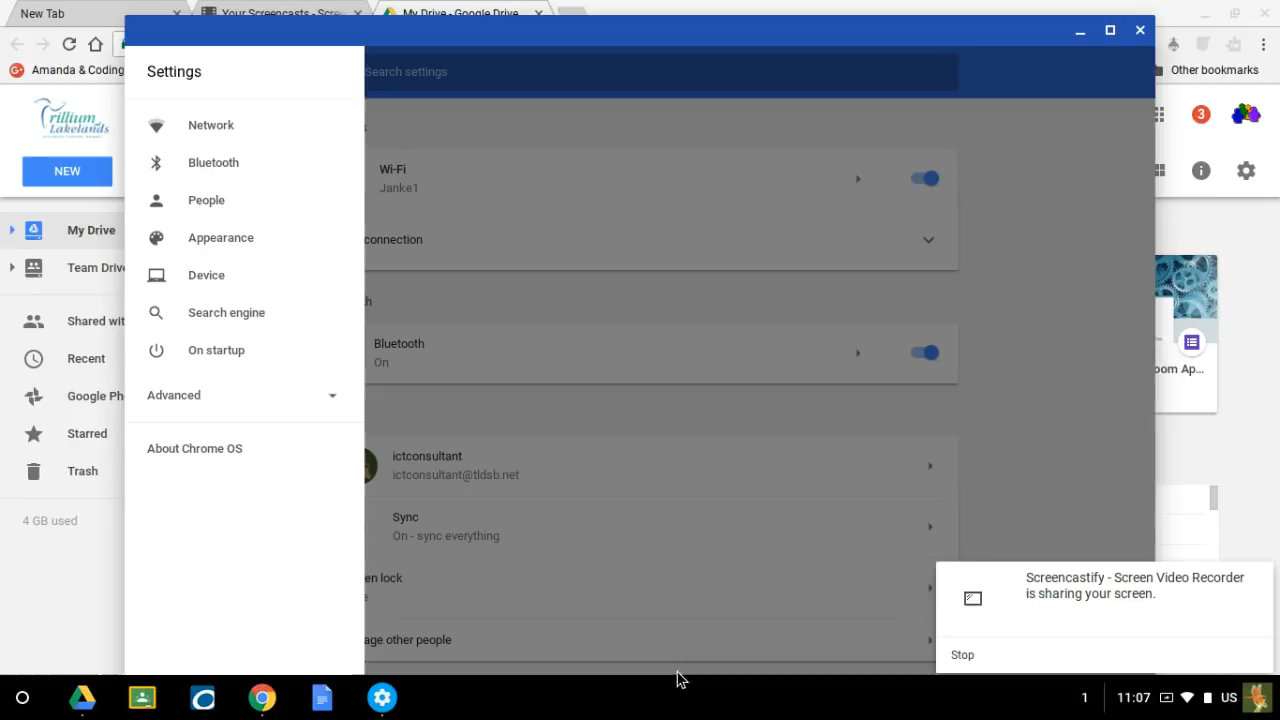 New Tab
Your Screencasts - Scre
My Drive - Google Drive
Amanda & Coding
Other bookmarks
Settings
Search settings
Trillium
Lakelands
3
Network
Wi-Fi
Janke1
NEW
Bluetooth
People
My Drive
Appearance
connection
Team Drive
Device
Search engine
Shared wit
Bluetooth
On
On startup
Recent
oom Ap...
Google Ph
Advanced
Starred
About Chrome OS
ictconsultant
ictconsultant@tldsb.net
Trash
4 GB used
Sync
On - sync everything
en lock
age other people
Screencastify - Screen Video Recorder
is sharing your screen.
Stop
1
11:07
US